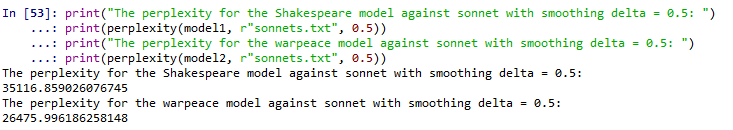 In [53]: print("The perplexity for the Shakespeare model against sonnet with smoothing delta = 0.5: ")
...: print(perplexity(model1, r"sonnets.txt", 0.5))
...: print("The perplexity for the warpeace model against sonnet with smoothing delta = 0.5: ")
...: print(perplexity(model2, r"sonnets.txt", 0.5))
The perplexity for the Shakespeare model against sonnet with smoothing delta = 0.5:
35116.859026076745
The perplexity for the warpeace model against sonnet with smoothing delta = 0.5:
26475.996186258148